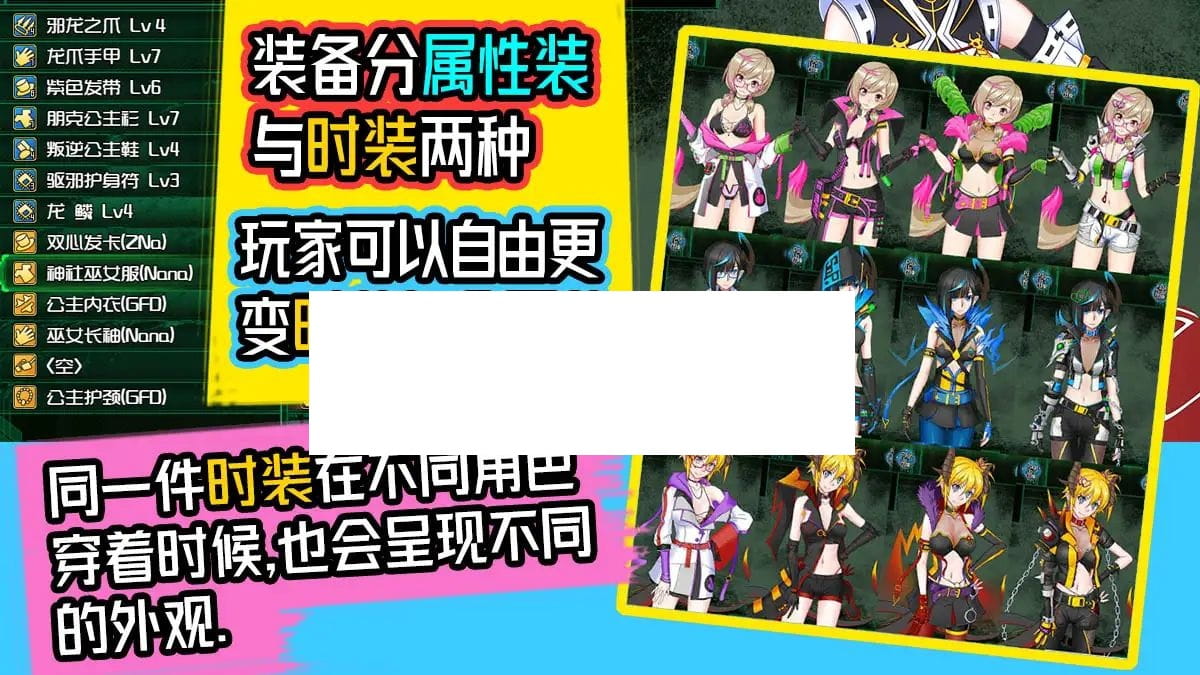 邪龙之爪 Lv4
龙爪手甲 Lv7
紫色发带 Lv6
朋克公主衫 Lv7
叛逆公主鞋 Lv4
驱邪护身符 Lv3
龙 鳞 Lv4
双心发卡(ZNa)
神社巫女服(Nana)
公主内衣(GFD)
巫女长袖(Nana)
〈空〉
公主护颈(GFD)
装备分属性装
与时装两种
玩家可以自由更
变
同一件时装在不同角色
穿着时候,也会呈现不同
的外观.